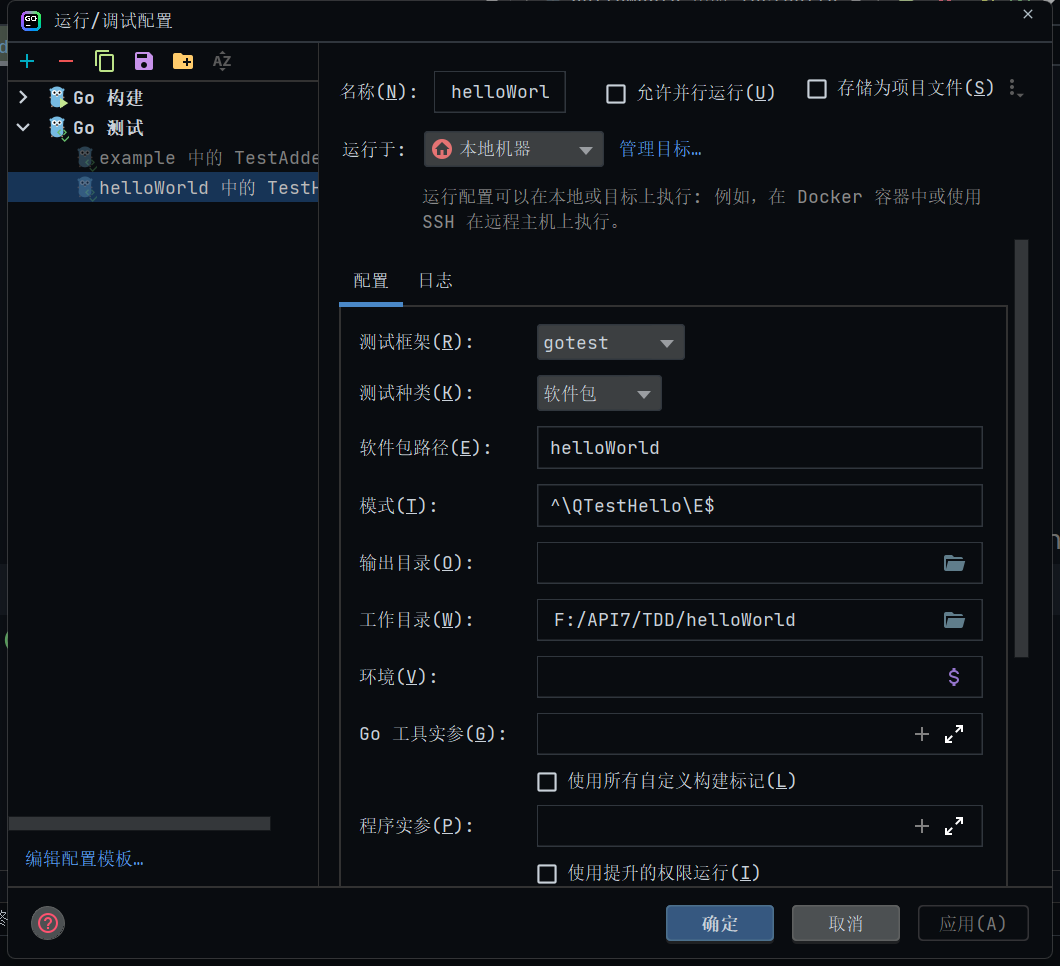 运行/调试配置
AZ
Go 构建
Go 测试
example 中的 TestAdde
helloWorld 中的 TestH
编辑配置模板…
名称(N):
helloWorl
允许并行运行(U)
存储为项目文件(S)
运行于:
本地机器
管理目标…
运行配置可以在本地或目标上执行: 例如，在 Docker 容器中或使用
SSH 在远程主机上执行。
配置
日志
测试框架(R):
gotest
测试种类(K):
软件包
软件包路径(E):
helloWorld
模式(T):
^\QTestHello\E$
输出目录(O):
工作目录(W):
F:/API7/TDD/helloWorld
环境(V):
$
Go 工具实参(G):
使用所有自定义构建标记(L)
程序实参(P):
使用提升的权限运行(I)
确定
取消
应用(A)